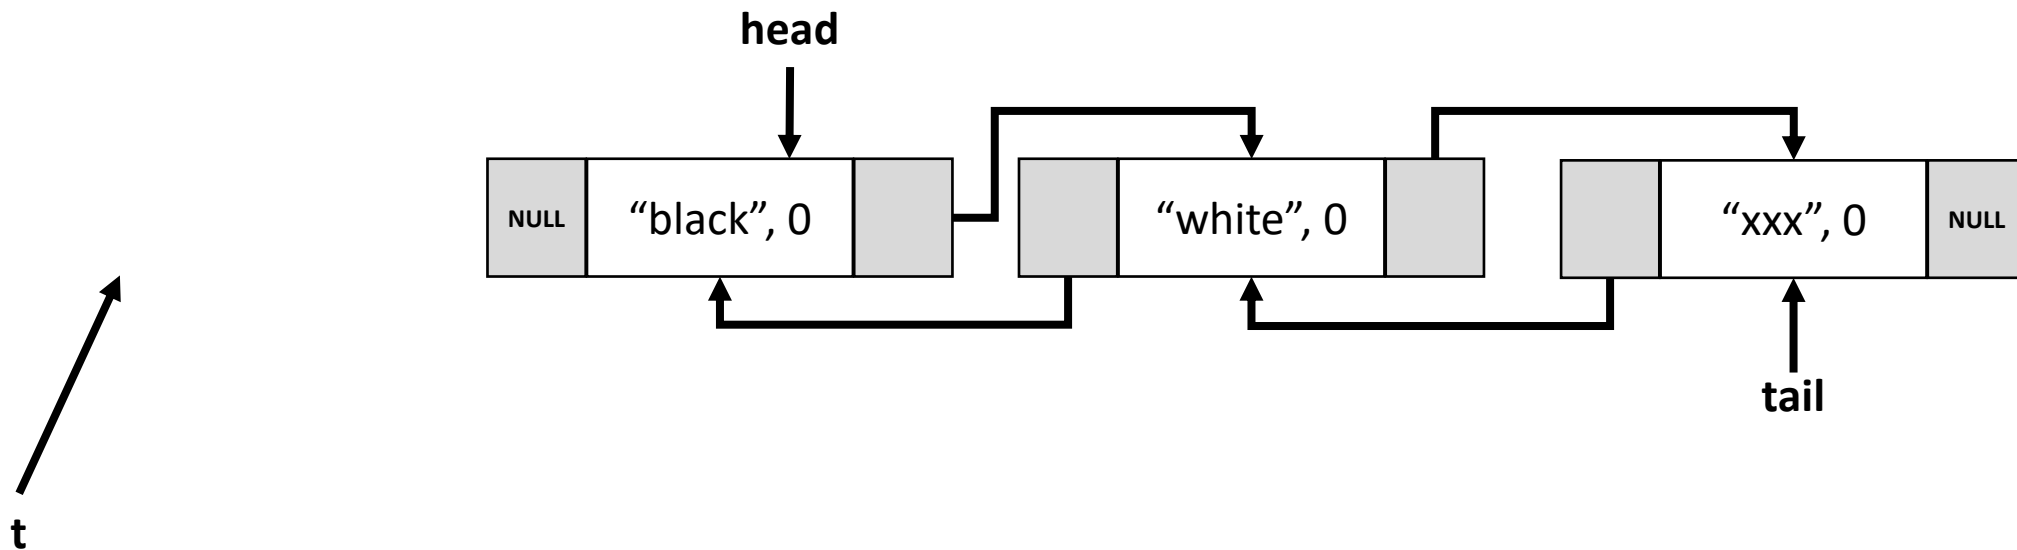 head
NULL
“black”, 0
“white”, 0
“xxx”, 0
NULL
tail
t